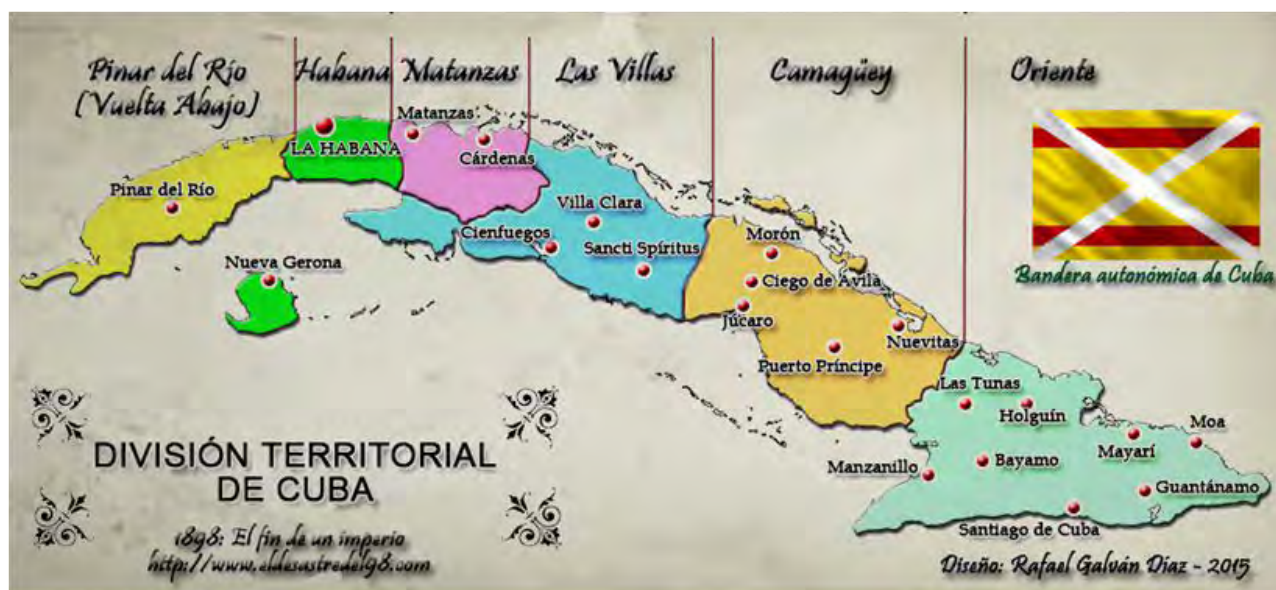 Pinar del Río
(Vuelta Abajo)
Habana
Matanzas
Las Villas
Camagüey
Oriente
Matanzas
LA HABANA
Cárdenas
Pinar del Río
Villa Clara
Cienfuegos
Sancti Spíritus
Nueva Gerona
Morón
Ciego de Ávila
Júcaro
Nuevitas
Puerto Príncipe
Bandera autonómica de Cuba
Las Tunas
Holguín
Moa
Mayarí
Manzanillo
Bayamo
Guantánamo
Santiago de Cuba
DIVISIÓN TERRITORIAL
DE CUBA
1898: El fin de un imperio
http://www.eldesastredel98.com
Diseño: Rafael Galván Díaz - 2015